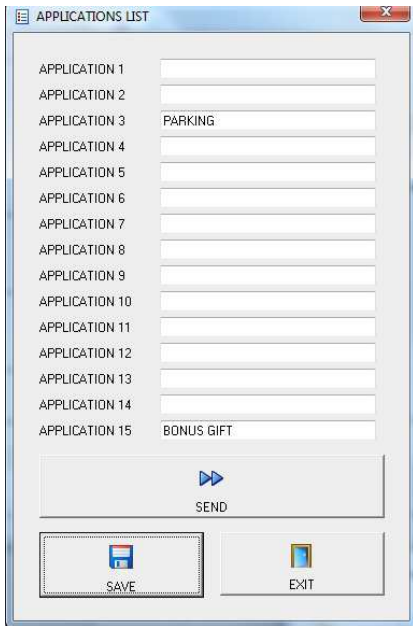 APPLICATIONS LIST
APPLICATION 1
APPLICATION 2
APPLICATION 3 PARKING
APPLICATION 4
APPLICATION 5
APPLICATION 6
APPLICATION 7
APPLICATION 8
APPLICATION 9
APPLICATION 10
APPLICATION 11
APPLICATION 12
APPLICATION 13
APPLICATION 14
APPLICATION 15 BONUS GIFT
SEND
SAVE EXIT